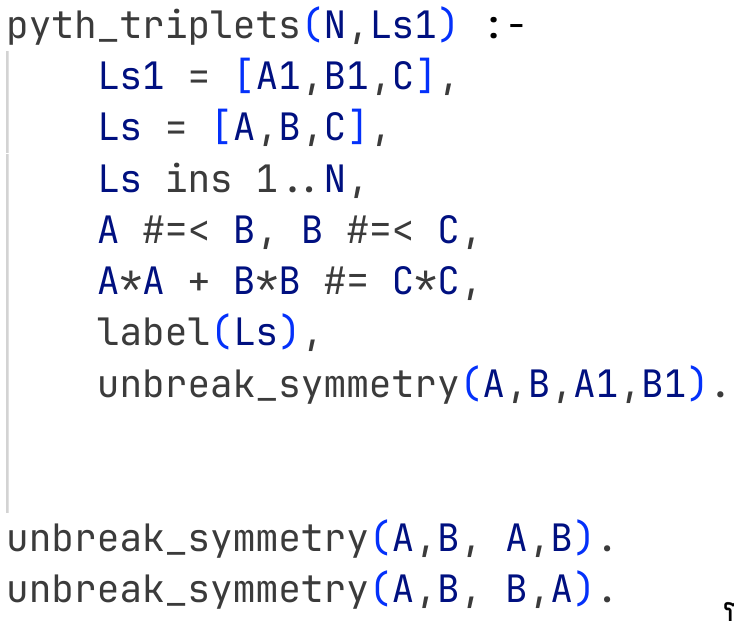 pyth_triplets(N,Ls1) :-
    Ls1 = [A1,B1,C],
    Ls = [A,B,C],
    Ls ins 1..N,
    A #=< B, B #=< C,
    A*A + B*B #= C*C,
    label(Ls),
    unbreak_symmetry(A,B,A1,B1).
unbreak_symmetry(A,B, A,B).
unbreak_symmetry(A,B, B,A).